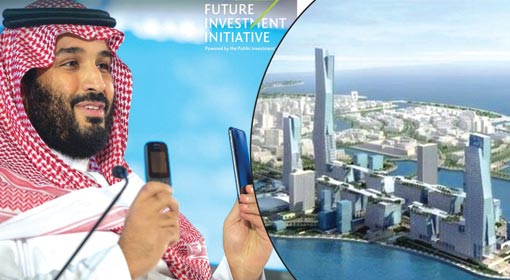 FUTURE
INVESTMENT
INITIATIVE
Powered by the Public Investment